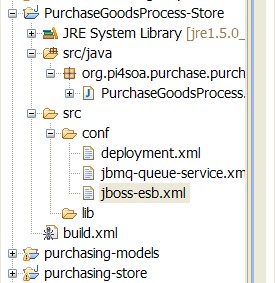 PurchaseGoodsProcess-Store
JRE System Library [jre1.5.0_
src/java
org.pi4soa.purchase.purch
PurchaseGoodsProcess.
src
conf
deployment.xml
jbmq-queue-service.xm
jboss-esb.xml
lib
build.xml
purchasing-models
purchasing-store